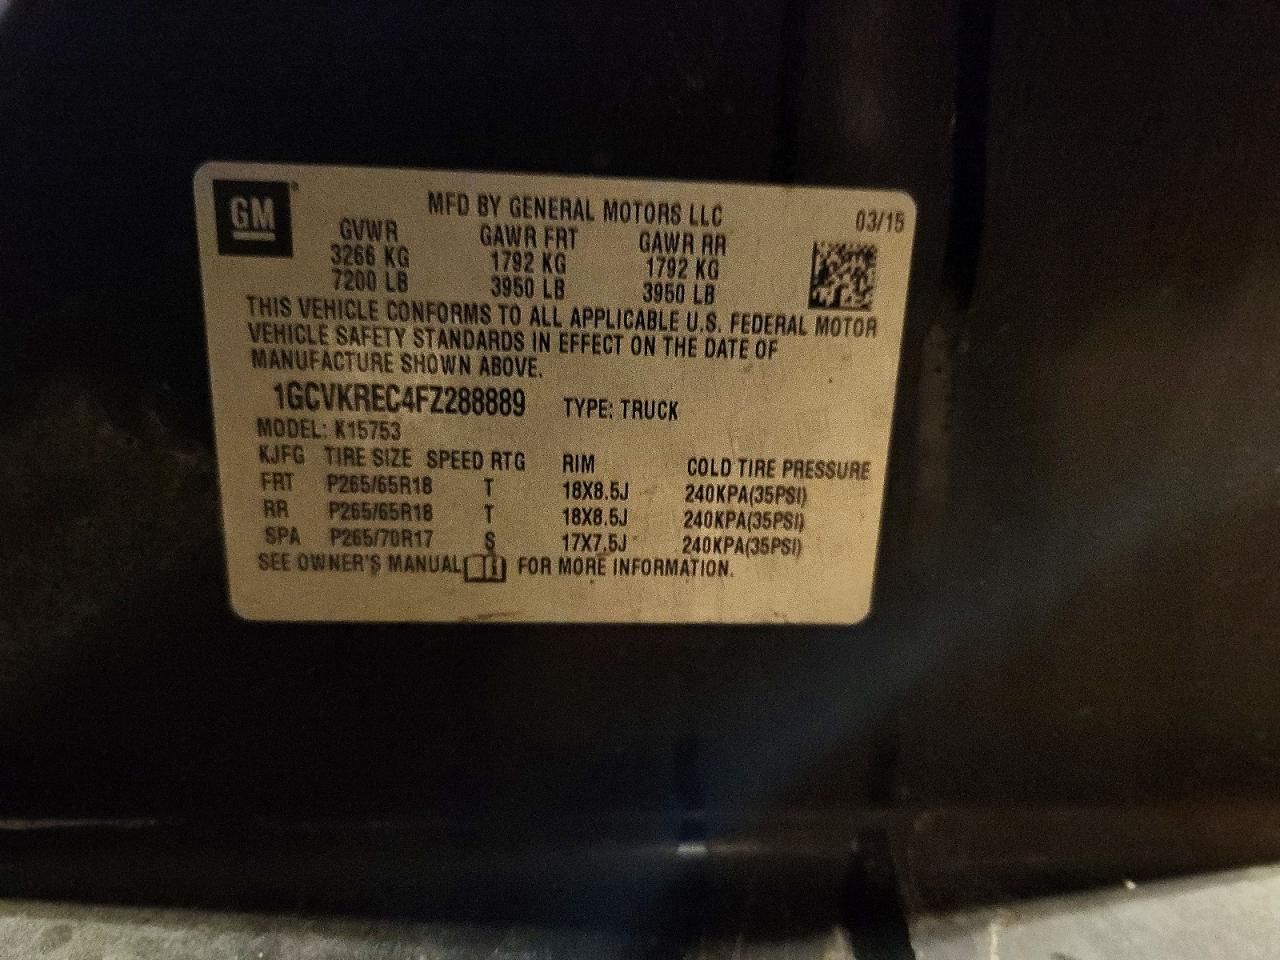 GM
MFD BY GENERAL MOTORS LLC 03/15
GVWR GAWR FRT GAWR RR
3266 KG 1792 KG 1792 KG
7200 LB 3950 LB 3950 LB
THIS VEHICLE CONFORMS TO ALL APPLICABLE U.S. FEDERAL MOTOR
VEHICLE SAFETY STANDARDS IN EFFECT ON THE DATE OF
MANUFACTURE SHOWN ABOVE.
1GCVKREC4FZ288889 TYPE: TRUCK
MODEL: K15753
KJFG TIRE SIZE SPEED RTG RIM COLD TIRE PRESSURE
FRT P265/65R18 T 18X8.5J 240KPA(35PSI)
RR P265/65R18 T 18X8.5J 240KPA(35PSI)
SPA P265/70R17 S 17X7.5J 240KPA(35PSI)
SEE OWNER'S MANUAL FOR MORE INFORMATION.